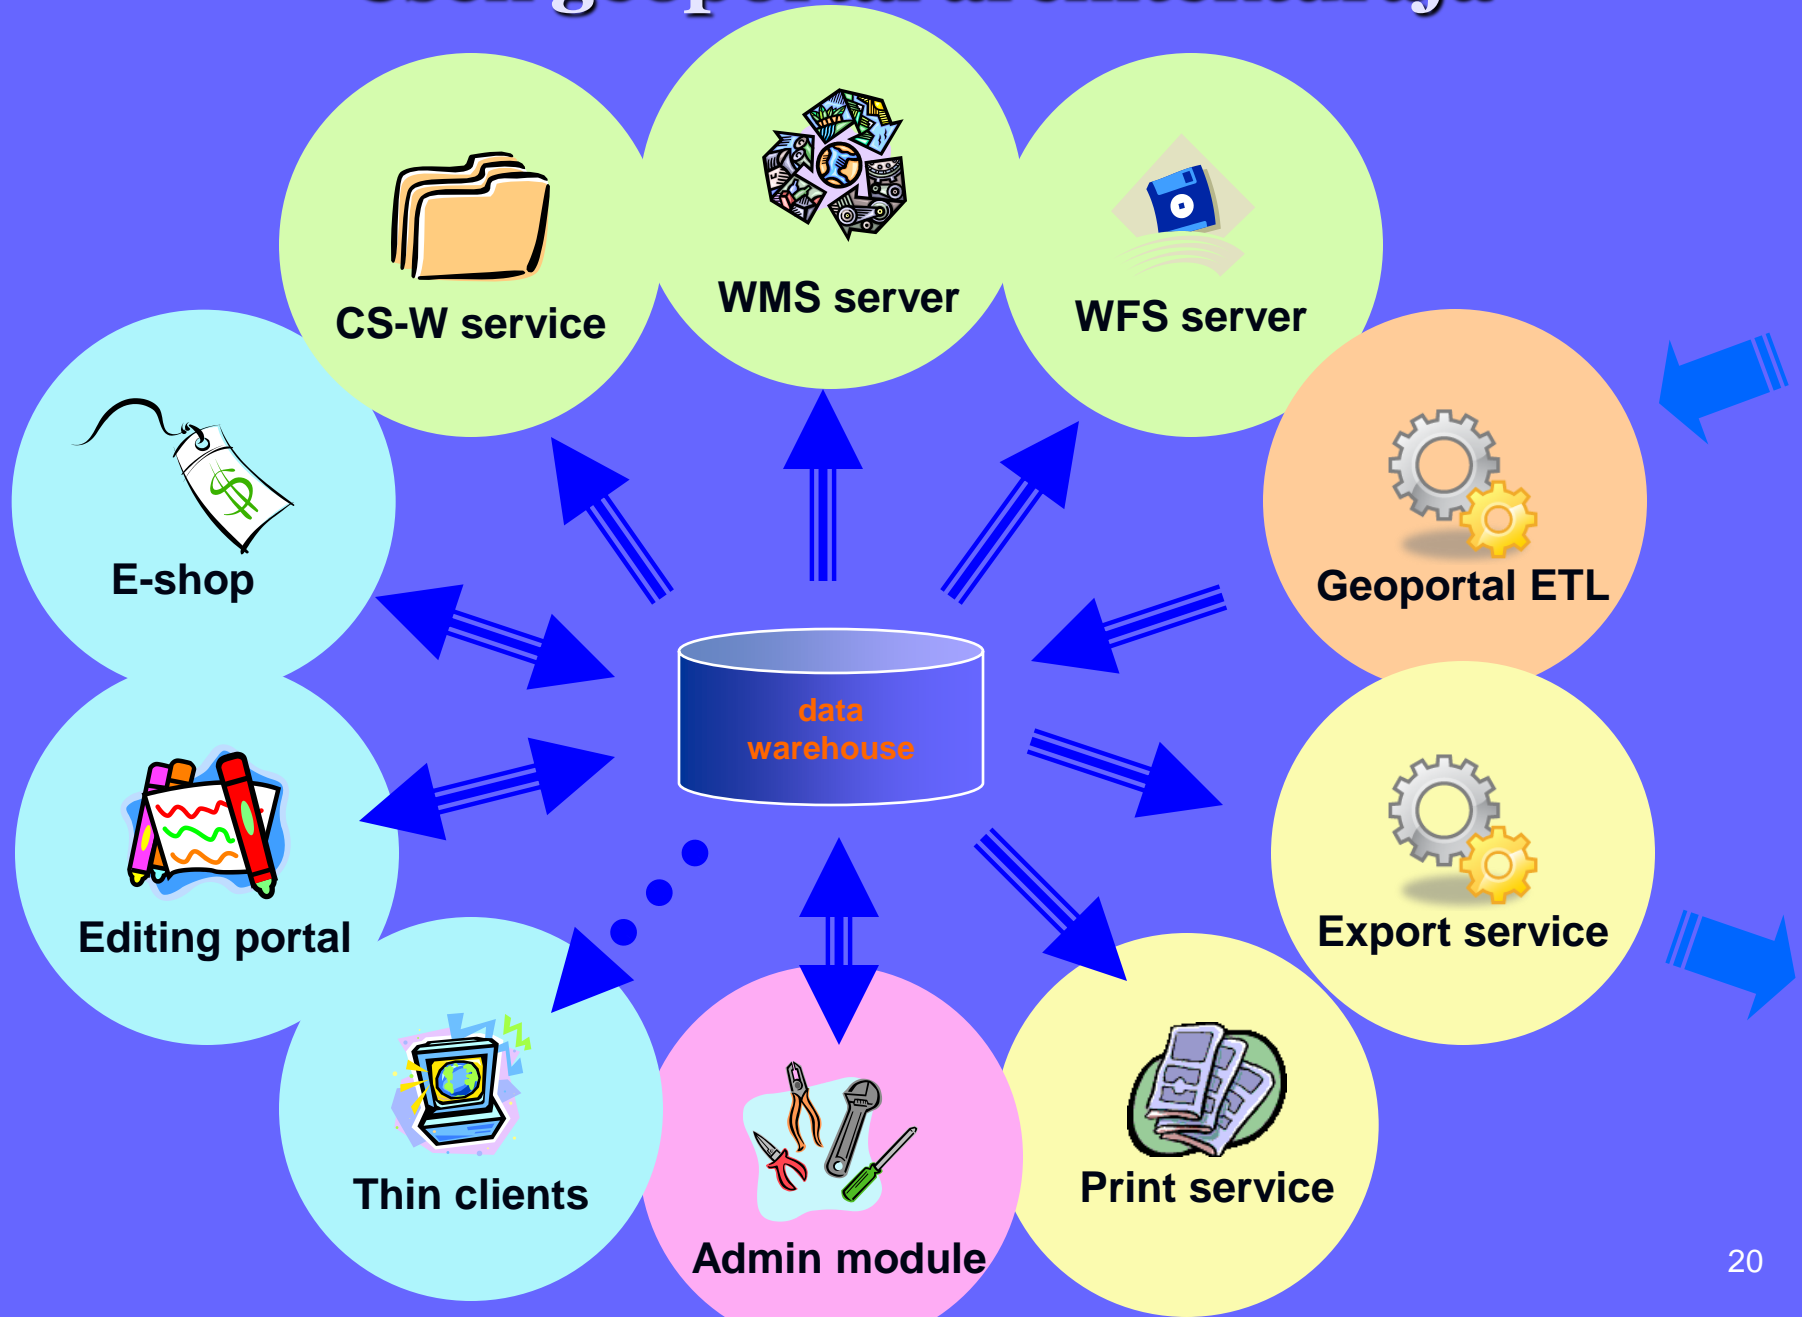 WMS server
CS-W service
WFS server
E-shop
Geoportal ETL
data
warehouse
Editing portal
Export service
Thin clients
Print service
Admin module
20